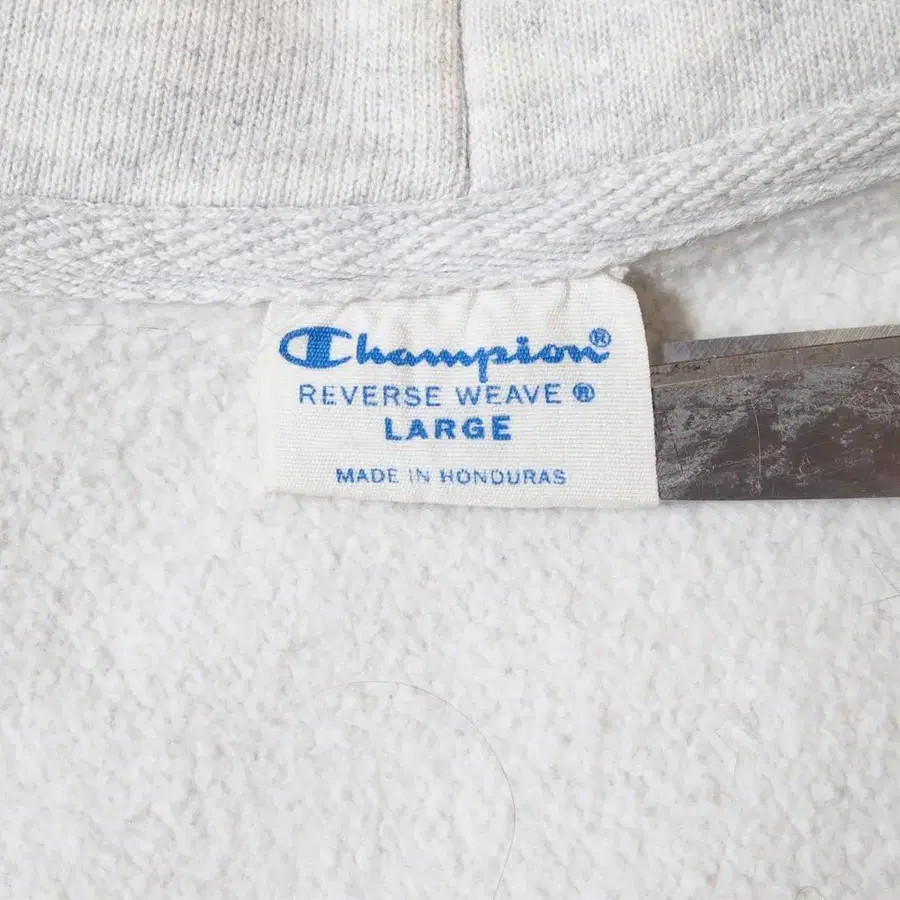 Champion®
REVERSE WEAVE ®
LARGE
MADE IN HONDURAS